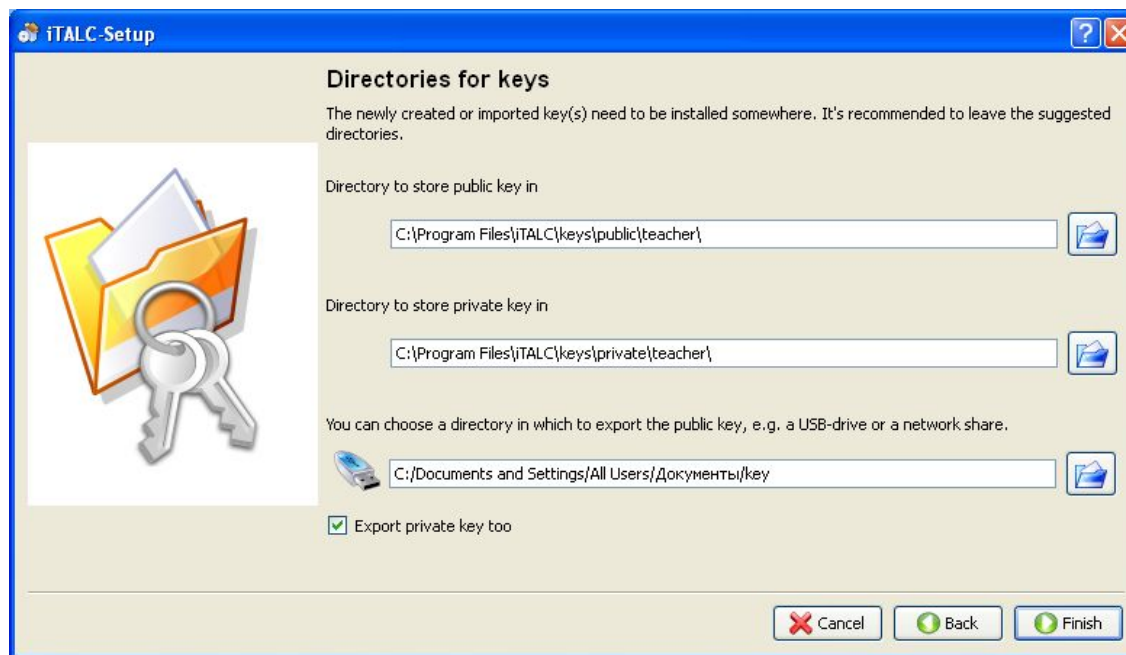 iTALC-Setup
Directories for keys
The newly created or imported key(s) need to be installed somewhere. It's recommended to leave the suggested
directories.
Directory to store public key in
C:\Program Files\iTALC\keys\public\teacher\
Directory to store private key in
C:\Program Files\iTALC\keys\private\teacher\
You can choose a directory in which to export the public key, e.g. a USB-drive or a network share.
C:/Documents and Settings/All Users/Документы/key
Export private key too
Cancel Back Finish